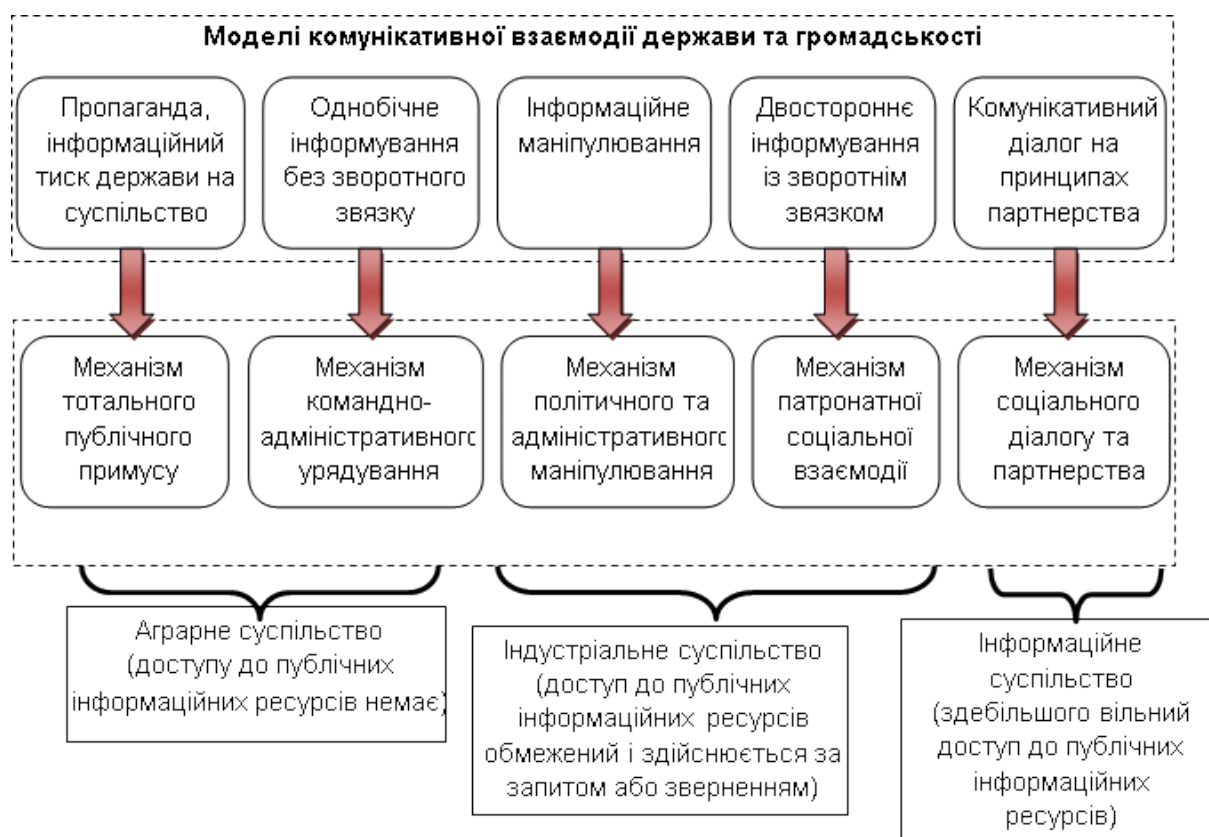 Моделі комунікативної взаємодії держави та громадськості
Пропаганда,
інформаційний
тиск держави на
суспільство
Однобічне
інформування
без зворотного
звязку
Інформаційне
маніпулювання
Двостороннє
інформування
із зворотнім
звязком
Комунікативний
діалог на
принципах
партнерства
Механізм
тотального
публічного
примусу
Механізм
командно-
адміністративного
урядування
Механізм
політичного та
адміністративного
маніпулювання
Механізм
патронатної
соціальної
взаємодії
Механізм
соціального
діалогу та
партнерства
Аграрне суспільство
(доступу до публічних
інформаційних ресурсів немає)
Індустріальне суспільство
(доступ до публічних
інформаційних ресурсів
обмежений і здійснюється за
запитом або зверненням)
Інформаційне
суспільство
(здебільшого вільний
доступ до публічних
інформаційних
ресурсів)